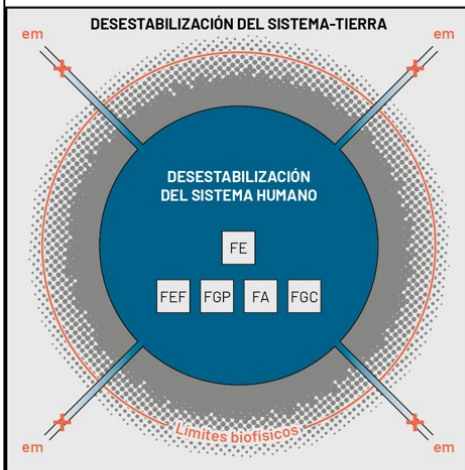 DESESTABILIZACIÓN DEL SISTEMA-TIERRA
em
em
DESESTABILIZACIÓN
DEL SISTEMA HUMANO
FE
FEF
FGP
FA
FGC
Límites biofísicos
em
em